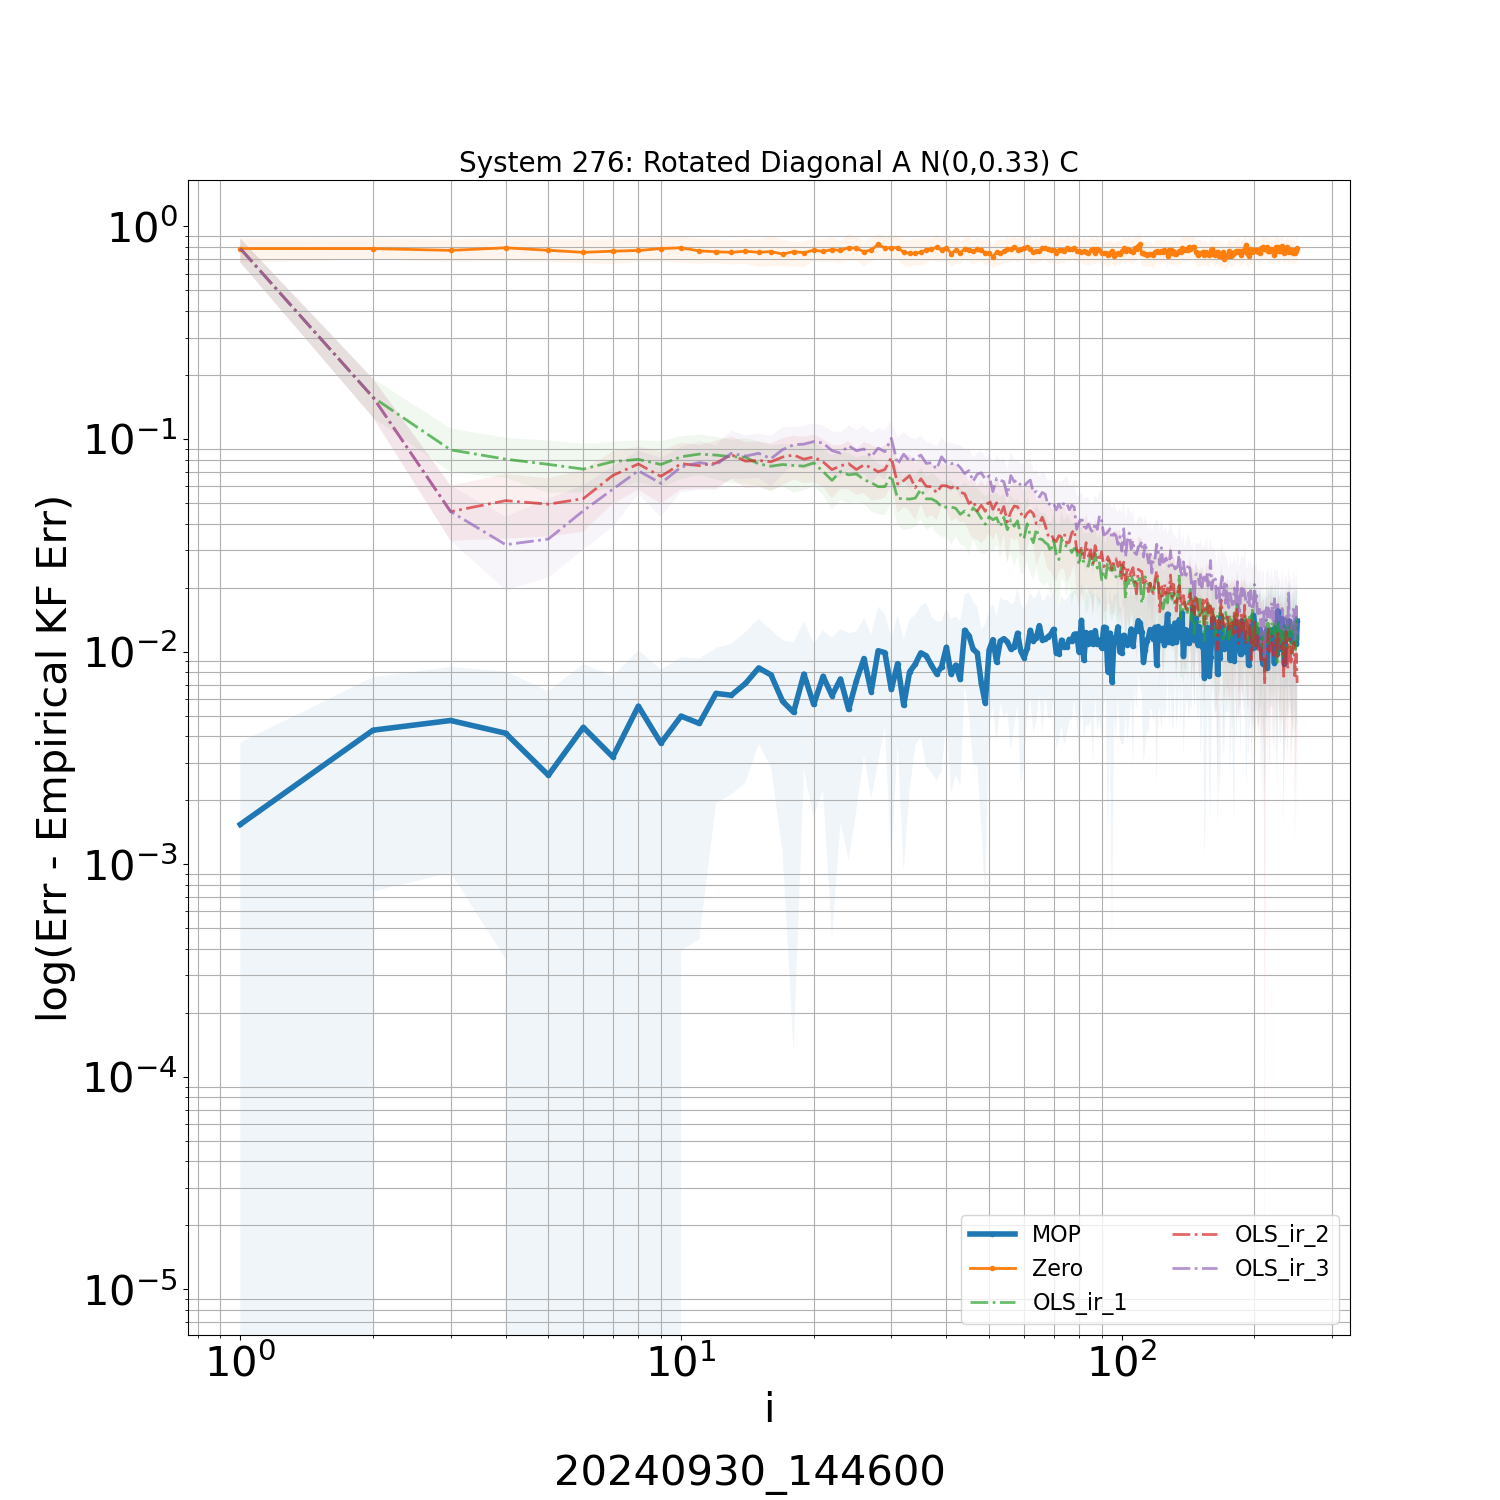 System 276: Rotated Diagonal A N(0,0.33) C
log(Err - Empirical KF Err)
10⁰
10⁻¹
10⁻²
10⁻³
10⁻⁴
10⁻⁵
MOP
Zero
OLS_ir_1
OLS_ir_2
OLS_ir_3
10⁰ 10¹ 10²
i
20240930_144600